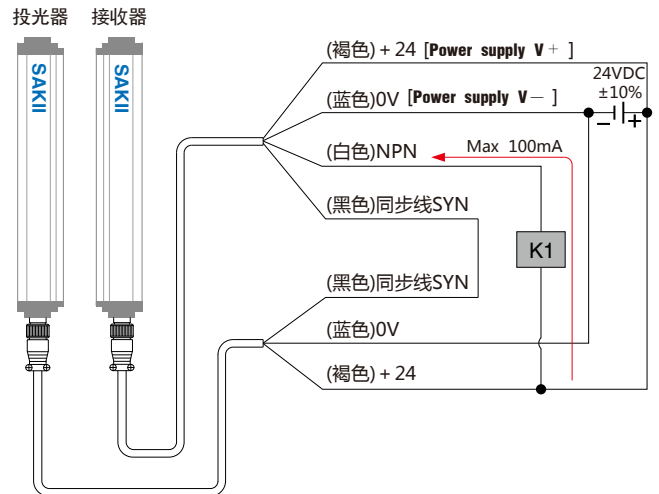 投光器 接收器
SAKII
SAKII
(褐色)+24 [Power supply V+ ]
24VDC
±10%
(蓝色)0V [Power supply V— ]
− +
(白色)NPN
Max 100mA
(黑色)同步线SYN
K1
(黑色)同步线SYN
(蓝色)0V
(褐色)+24